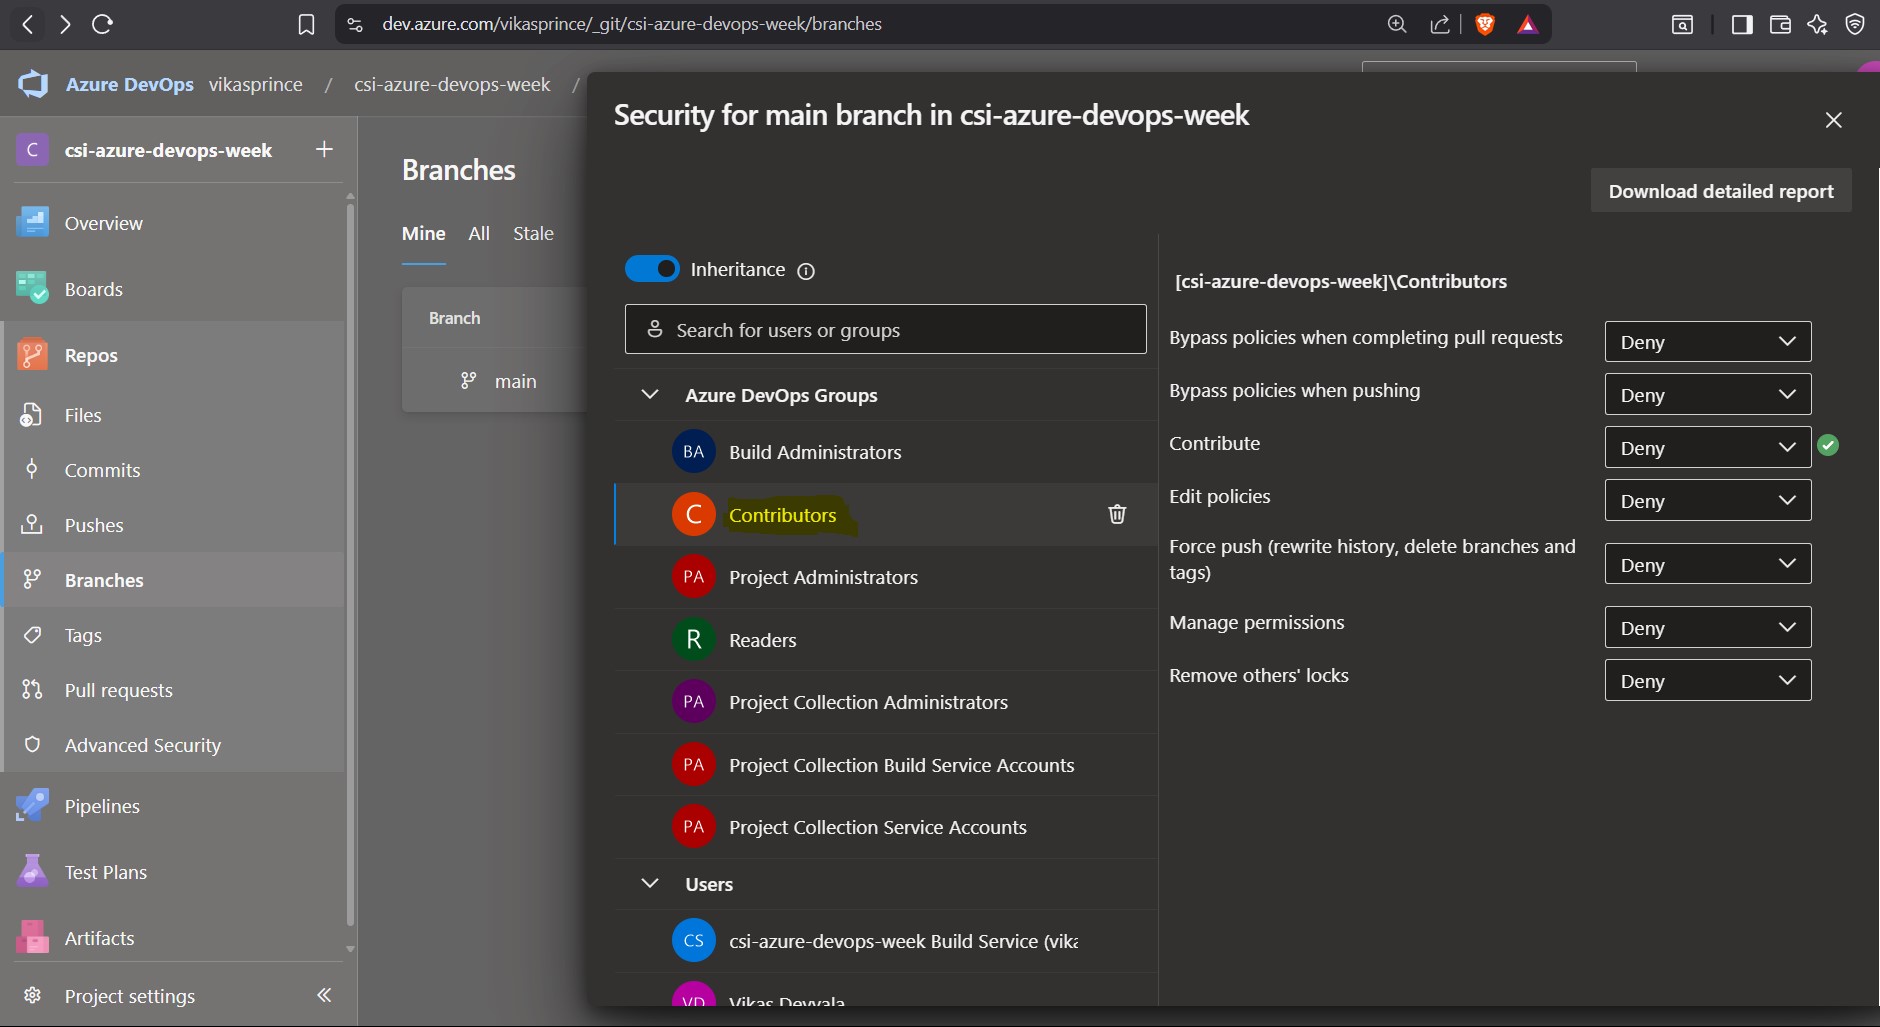 dev.azure.com/vikasprince/_git/csi-azure-devops-week/branches
Azure DevOps vikasprince / csi-azure-devops-week /
C csi-azure-devops-week
Overview
Boards
Repos
Files
Commits
Pushes
Branches
Tags
Pull requests
Advanced Security
Pipelines
Test Plans
Artifacts
Project settings
Branches
Mine All Stale
Branch
main
Security for main branch in csi-azure-devops-week
Download detailed report
Inheritance
Search for users or groups
Azure DevOps Groups
BA Build Administrators
C Contributors
PA Project Administrators
R Readers
PA Project Collection Administrators
PA Project Collection Build Service Accounts
PA Project Collection Service Accounts
Users
CS csi-azure-devops-week Build Service (vika
VD Vikas Devvala
[csi-azure-devops-week]\Contributors
Bypass policies when completing pull requests Deny
Bypass policies when pushing Deny
Contribute Deny
Edit policies Deny
Force push (rewrite history, delete branches and
tags) Deny
Manage permissions Deny
Remove others' locks Deny